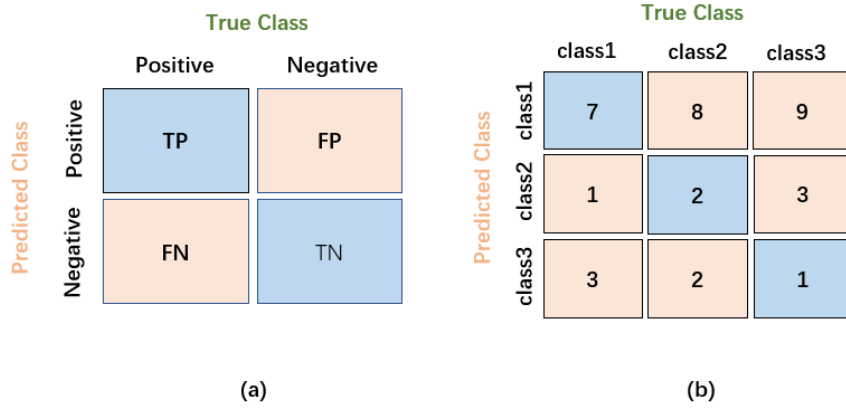 True Class
Positive Negative
Predicted Class
Positive
TP FP
Negative
FN TN
(a)
True Class
class1 class2 class3
Predicted Class
class1
7 8 9
class2
1 2 3
class3
3 2 1
(b)